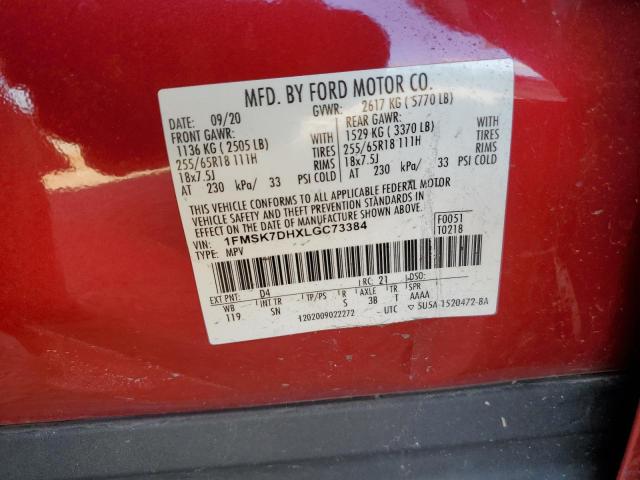 MFD. BY FORD MOTOR CO.
DATE: 09/20 GVWR: 2617 KG ( 5770 LB)
FRONT GAWR: REAR GAWR:
1136 KG ( 2505 LB) WITH 1529 KG ( 3370 LB) WITH
255/65R18 111H TIRES 255/65R18 111H TIRES
18x7.5J RIMS 18x7.5J RIMS
AT 230 kPa/ 33 PSI COLD AT 230 kPa/ 33 PSI COLD
THIS VEHICLE CONFORMS TO ALL APPLICABLE FEDERAL MOTOR
VEHICLE SAFETY AND THEFT PREVENTION STANDARDS IN
EFFECT ON THE DATE OF MANUFACTURE SHOWN ABOVE.
VIN: 1FMSK7DHXLGC73384 F0051
TYPE: MPV T0218
EXT PNT: D4 RC: 21 DSO:
WB INT TR TP/PS R AXLE TR SPR
119 SN S 3B T AAAA
1202009022272 UTC ▽ 5U5A 1520472-BA